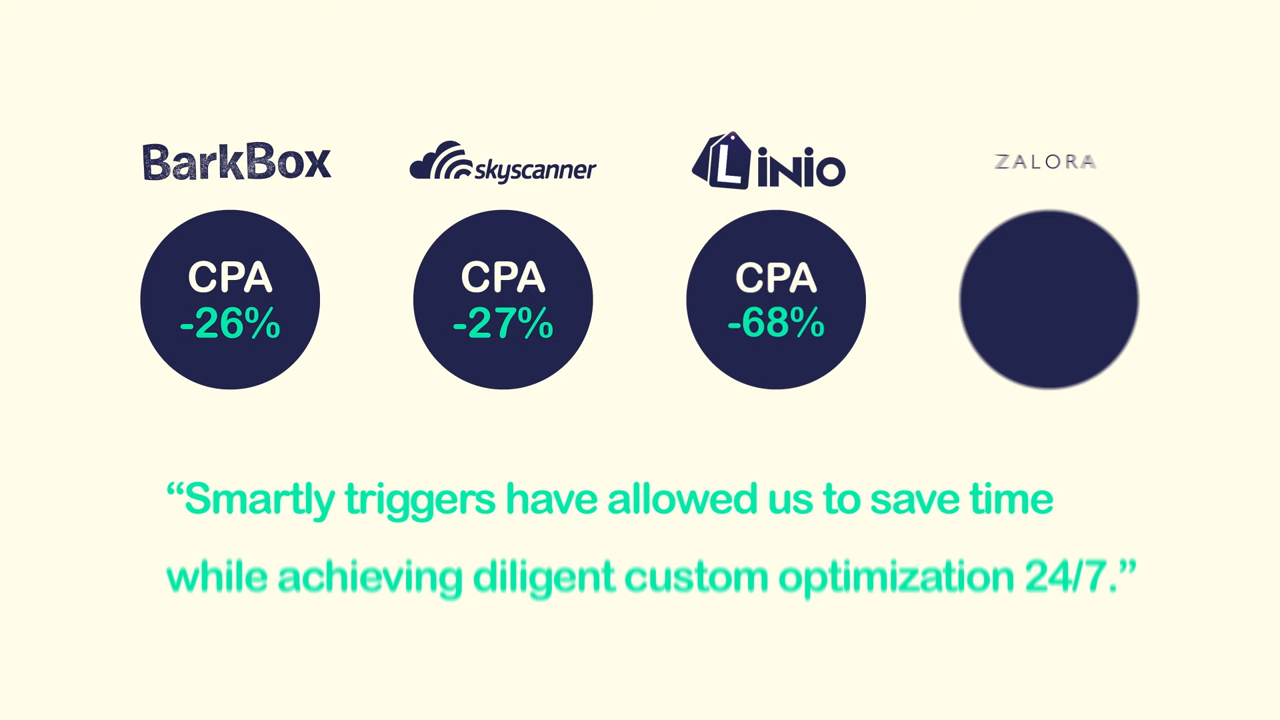 BarkBox
skyscanner
Linio
ZALORA
CPA
-26%
CPA
-27%
CPA
-68%
“Smartly triggers have allowed us to save time
while achieving diligent custom optimization 24/7.”